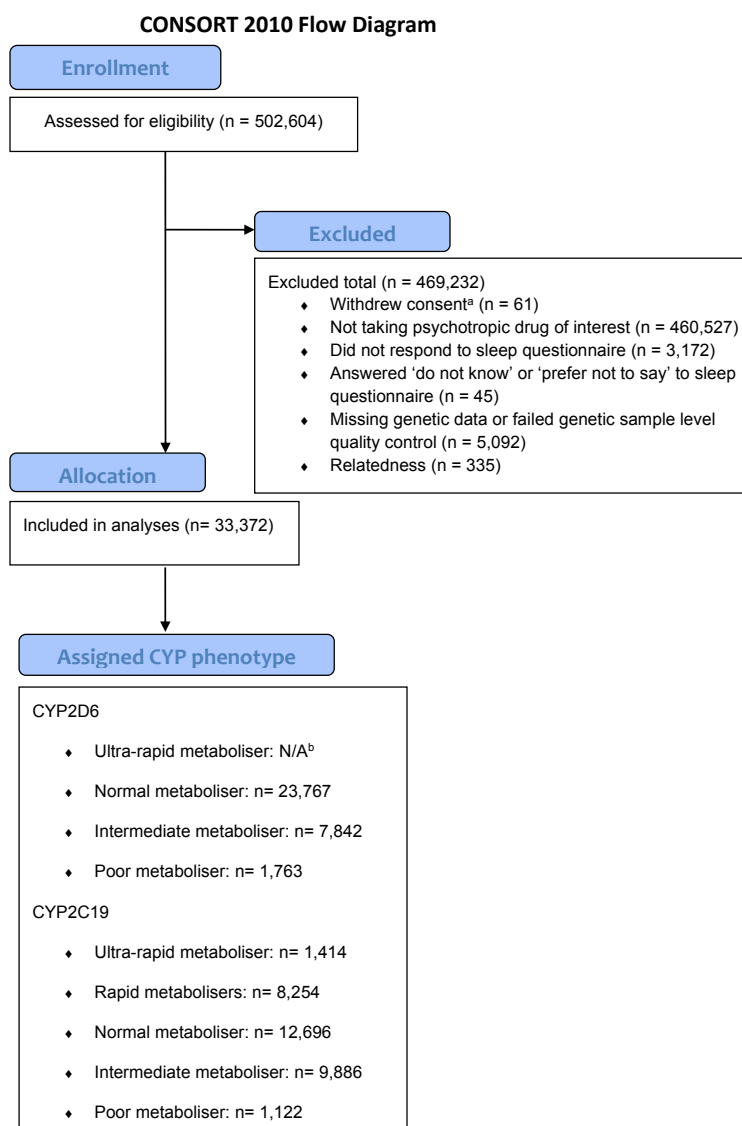 CONSORT 2010 Flow Diagram
Enrollment
Assessed for eligibility (n = 502,604)
Excluded
Excluded total (n = 469,232)
♦ Withdrew consentᵃ (n = 61)
♦ Not taking psychotropic drug of interest (n = 460,527)
♦ Did not respond to sleep questionnaire (n = 3,172)
♦ Answered ‘do not know’ or ‘prefer not to say’ to sleep
questionnaire (n = 45)
♦ Missing genetic data or failed genetic sample level
quality control (n = 5,092)
♦ Relatedness (n = 335)
Allocation
Included in analyses (n= 33,372)
Assigned CYP phenotype
CYP2D6
♦ Ultra-rapid metaboliser: N/Aᵇ
♦ Normal metaboliser: n= 23,767
♦ Intermediate metaboliser: n= 7,842
♦ Poor metaboliser: n= 1,763
CYP2C19
♦ Ultra-rapid metaboliser: n= 1,414
♦ Rapid metabolisers: n= 8,254
♦ Normal metaboliser: n= 12,696
♦ Intermediate metaboliser: n= 9,886
♦ Poor metaboliser: n= 1,122